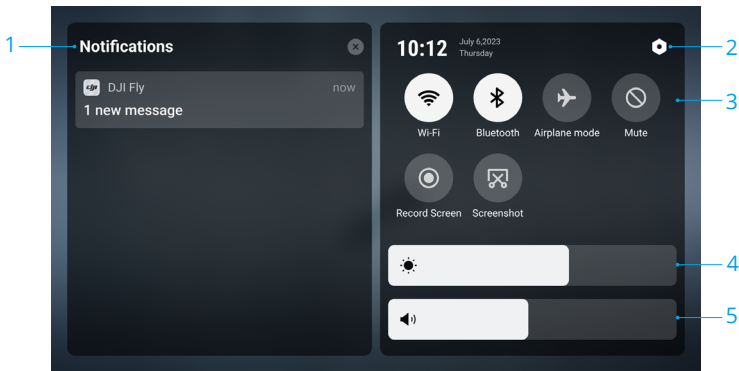 1
Notifications
dji DJI Fly now
1 new message
10:12
July 6,2023
Thursday
2
Wi-Fi Bluetooth Airplane mode Mute
3
Record Screen Screenshot
4
5